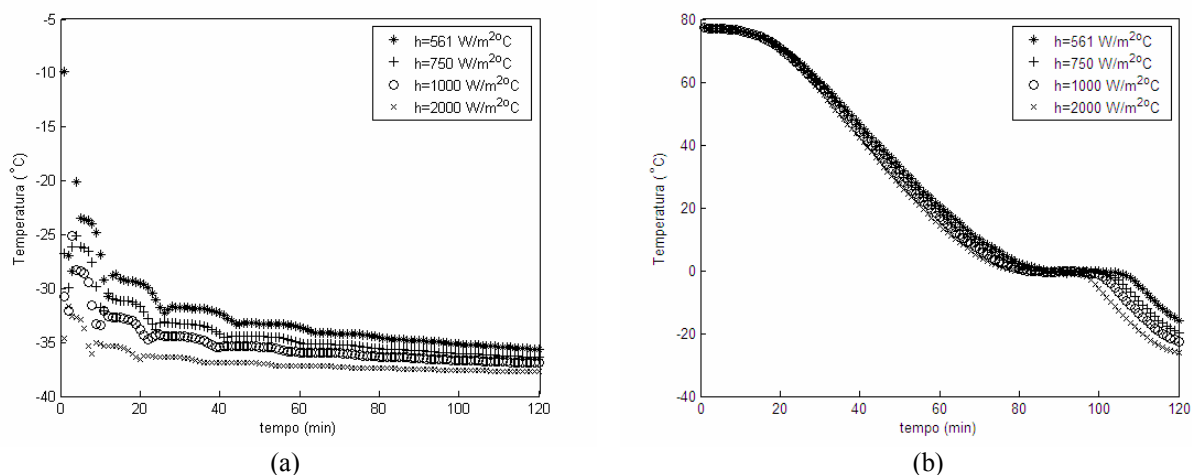 -5
-10
-15
-20
-25
-30
-35
-40
0
20
40
60
80
100
120
Temperatura (°C)
tempo (min)
h=561 W/m²ºC
h=750 W/m²ºC
h=1000 W/m²ºC
h=2000 W/m²ºC
(a)
80
60
40
20
0
-20
-40
0
20
40
60
80
100
120
Temperatura (°C)
tempo (min)
h=561 W/m²ºC
h=750 W/m²ºC
h=1000 W/m²ºC
h=2000 W/m²ºC
(b)